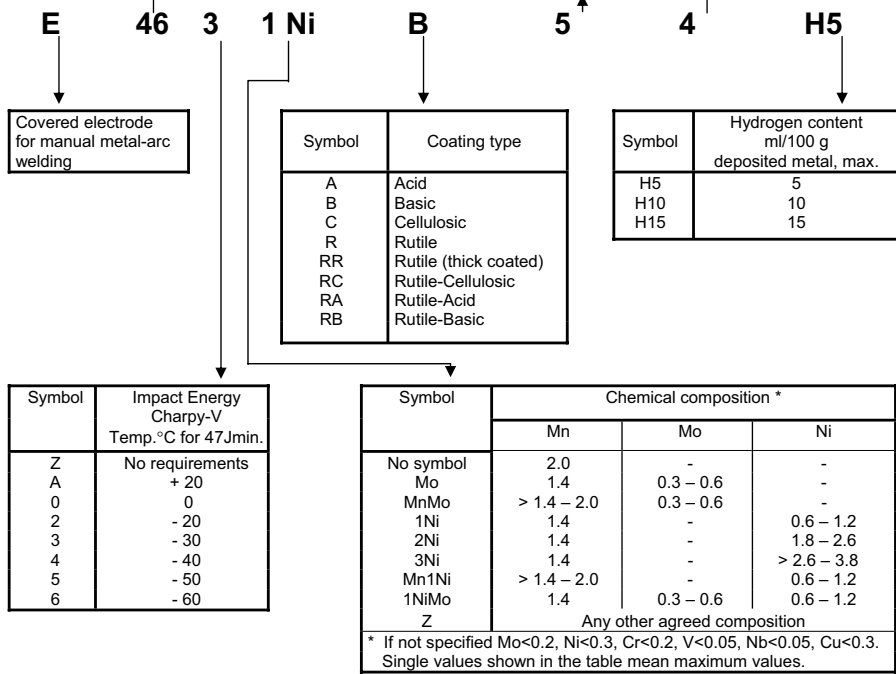 E 46 3 1 Ni B 5 4 H5
Covered electrode
for manual metal-arc
welding
Symbol Coating type
A Acid
B Basic
C Cellulosic
R Rutile
RR Rutile (thick coated)
RC Rutile-Cellulosic
RA Rutile-Acid
RB Rutile-Basic
Symbol Hydrogen content
ml/100 g
deposited metal, max.
H5 5
H10 10
H15 15
Symbol Impact Energy
Charpy-V
Temp.°C for 47Jmin.
Z No requirements
A + 20
0 0
2 - 20
3 - 30
4 - 40
5 - 50
6 - 60
Symbol Chemical composition *
Mn Mo Ni
No symbol 2.0 - -
Mo 1.4 0.3 – 0.6 -
MnMo > 1.4 – 2.0 0.3 – 0.6 -
1Ni 1.4 - 0.6 – 1.2
2Ni 1.4 - 1.8 – 2.6
3Ni 1.4 - > 2.6 – 3.8
Mn1Ni > 1.4 – 2.0 - 0.6 – 1.2
1NiMo 1.4 0.3 – 0.6 0.6 – 1.2
Z Any other agreed composition
* If not specified Mo<0.2, Ni<0.3, Cr<0.2, V<0.05, Nb<0.05, Cu<0.3.
Single values shown in the table mean maximum values.